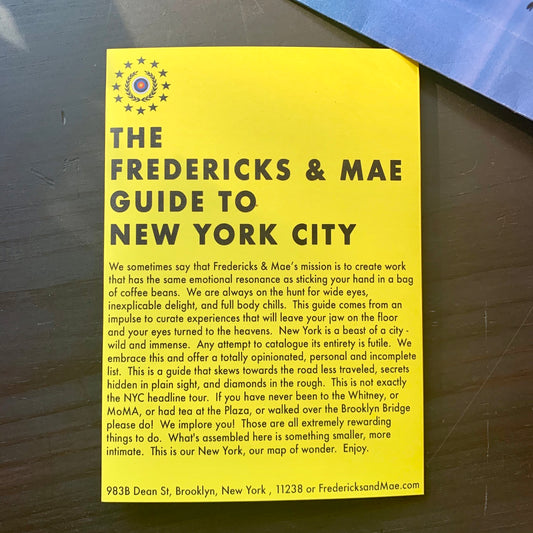 THE
FREDERICKS & MAE
GUIDE TO
NEW YORK CITY
We sometimes say that Fredericks & Mae's mission is to create work
that has the same emotional resonance as sticking your hand in a bag
of coffee beans. We are always on the hunt for wide eyes,
inexplicable delight, and full body chills. This guide comes from an
impulse to curate experiences that will leave your jaw on the floor
and your eyes turned to the heavens. New York is a beast of a city -
wild and immense. Any attempt to catalogue its entirety is futile. We
embrace this and offer a totally opinionated, personal and incomplete
list. This is a guide that skews towards the road less traveled, secrets
hidden in plain sight, and diamonds in the rough. This is not exactly
the NYC headline tour. If you have never been to the Whitney, or
MoMA, or had tea at the Plaza, or walked over the Brooklyn Bridge
please do! We implore you! Those are all extremely rewarding
things to do. What's assembled here is something smaller, more
intimate. This is our New York, our map of wonder. Enjoy.
983B Dean St, Brooklyn, New York , 11238 or FredericksandMae.com